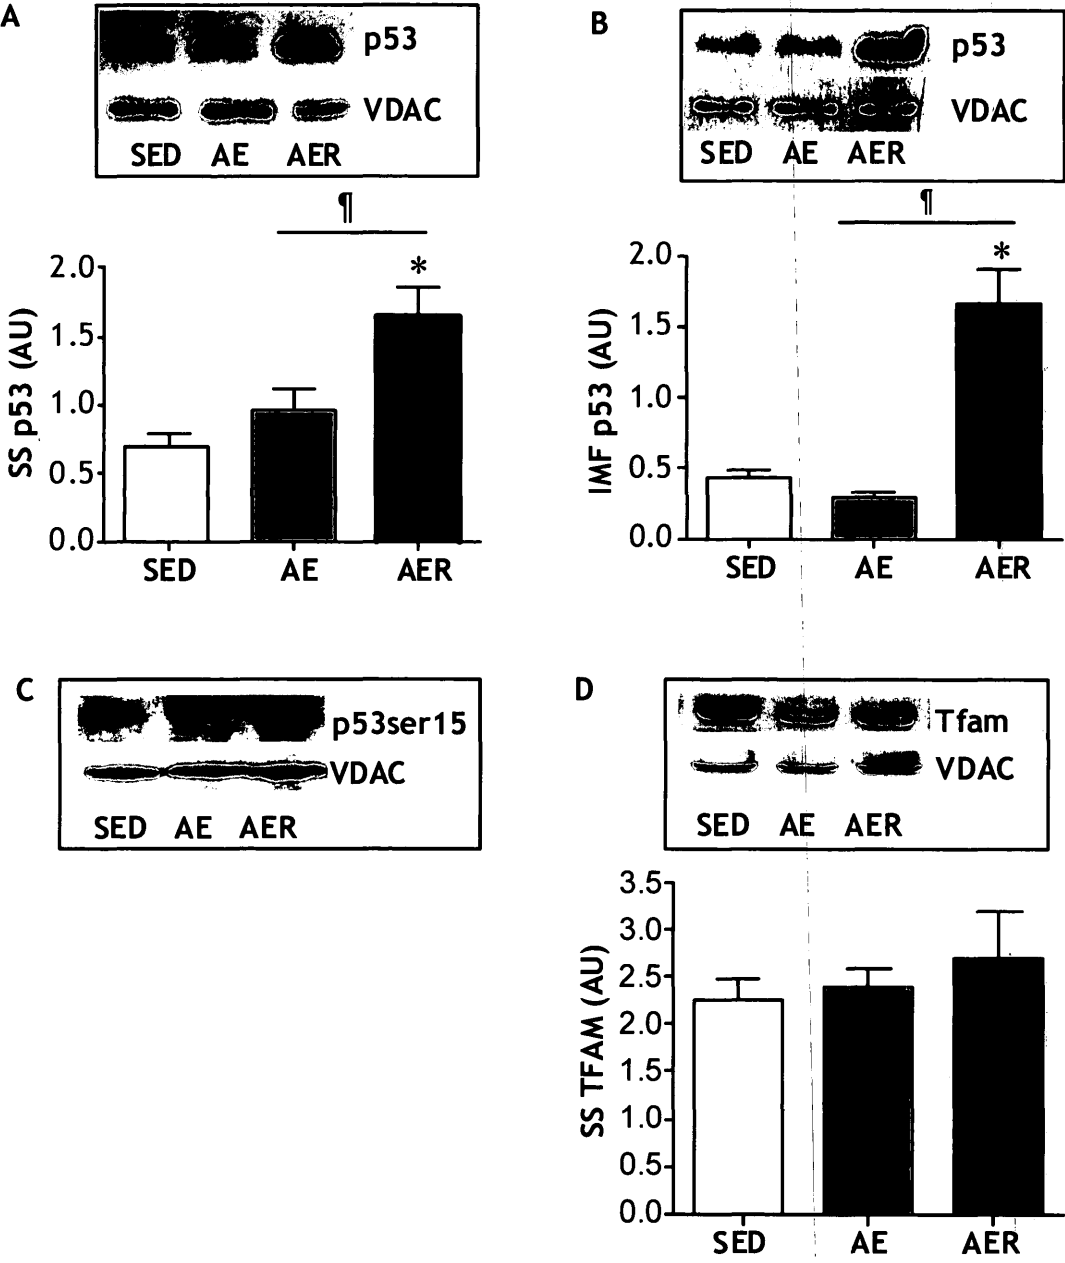 A
p53
VDAC
SED AE AER
¶
*
SS p53 (AU)
2.0
1.5
1.0
0.5
0.0
SED AE AER
B
p53
VDAC
SED AE AER
¶
*
IMF p53 (AU)
2.0
1.5
1.0
0.5
0.0
SED AE AER
C
p53ser15
VDAC
SED AE AER
D
Tfam
VDAC
SED AE AER
SS TFAM (AU)
3.5
3.0
2.5
2.0
1.5
1.0
0.5
0.0
SED AE AER